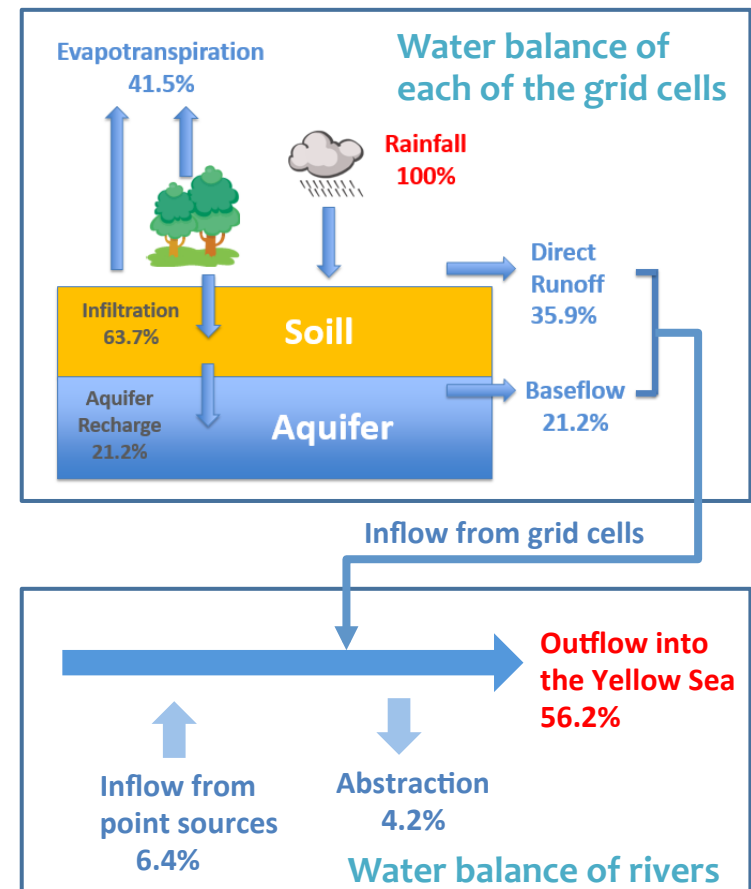 Water balance of
each of the grid cells
Evapotranspiration
41.5%
Rainfall
100%
Direct
Runoff
35.9%
Infiltration
63.7%
Soill
Aquifer
Recharge
21.2%
Aquifer
Baseflow
21.2%
Inflow from grid cells
Outflow into
the Yellow Sea
56.2%
Inflow from
point sources
6.4%
Abstraction
4.2%
Water balance of rivers